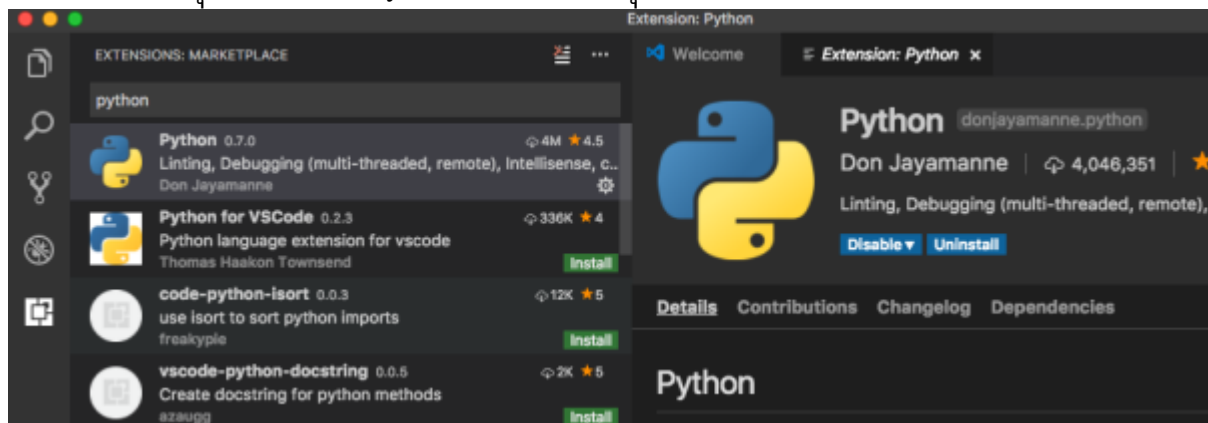 Extension: Python
EXTENSIONS: MARKETPLACE
python
Python 0.7.0 4M ★4.5
Linting, Debugging (multi-threaded, remote), Intellisense, c..
Don Jayamanne
Python for VSCode 0.2.3 336K ★4
Python language extension for vscode
Thomas Haakon Townsend Install
code-python-isort 0.0.3 12K ★5
use isort to sort python imports
freakypie Install
vscode-python-docstring 0.0.5 2K ★5
Create docstring for python methods
azaugg Install
Welcome Extension: Python ×
Python donjayamanne.python
Don Jayamanne | 4,046,351 | ★
Linting, Debugging (multi-threaded, remote),
Disable▼ Uninstall
Details Contributions Changelog Dependencies
Python